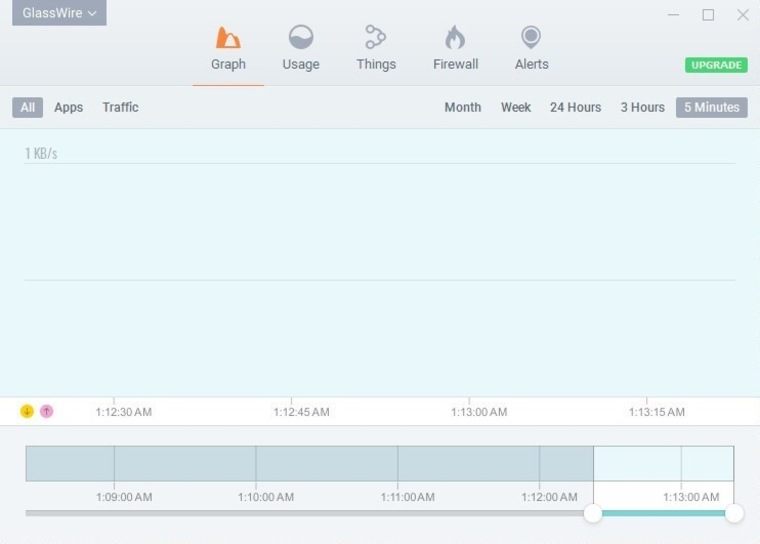 GlassWire
Graph
Usage
Things
Firewall
Alerts
UPGRADE
All Apps Traffic
Month Week 24 Hours 3 Hours 5 Minutes
1 KB/s
1:12:30 AM 1:12:45 AM 1:13:00 AM 1:13:15 AM
1:09:00 AM 1:10:00 AM 1:11:00 AM 1:12:00 AM 1:13:00 AM